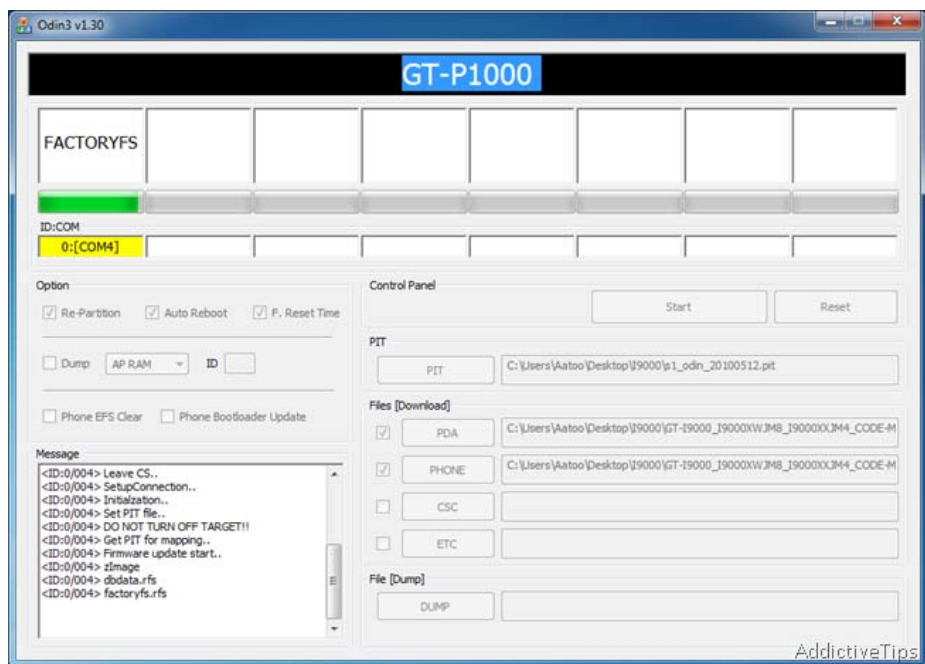 Odin3 v1.30
GT-P1000
FACTORYFS
ID:COM
0:[COM4]
Option
Re-Partition
Auto Reboot
F. Reset Time
Dump
AP RAM
ID
Phone EFS Clear
Phone Bootloader Update
Message
<ID:0/004> Leave CS..
<ID:0/004> SetupConnection..
<ID:0/004> Initialzation..
<ID:0/004> Set PIT file..
<ID:0/004> DO NOT TURN OFF TARGET!!
<ID:0/004> Get PIT for mapping..
<ID:0/004> Firmware update start..
<ID:0/004> zImage
<ID:0/004> dbdata.rfs
<ID:0/004> factoryfs.rfs
Control Panel
Start
Reset
PIT
PIT
C:\Users\Aatoo\Desktop\I9000\s1_odin_20100512.pit
Files [Download]
PDA
C:\Users\Aatoo\Desktop\I9000\GT-I9000_I9000XWJM8_I9000XXJM4_CODE-M
PHONE
C:\Users\Aatoo\Desktop\I9000\GT-I9000_I9000XWJM8_I9000XXJM4_CODE-M
CSC
ETC
File [Dump]
DUMP
AddictiveTips